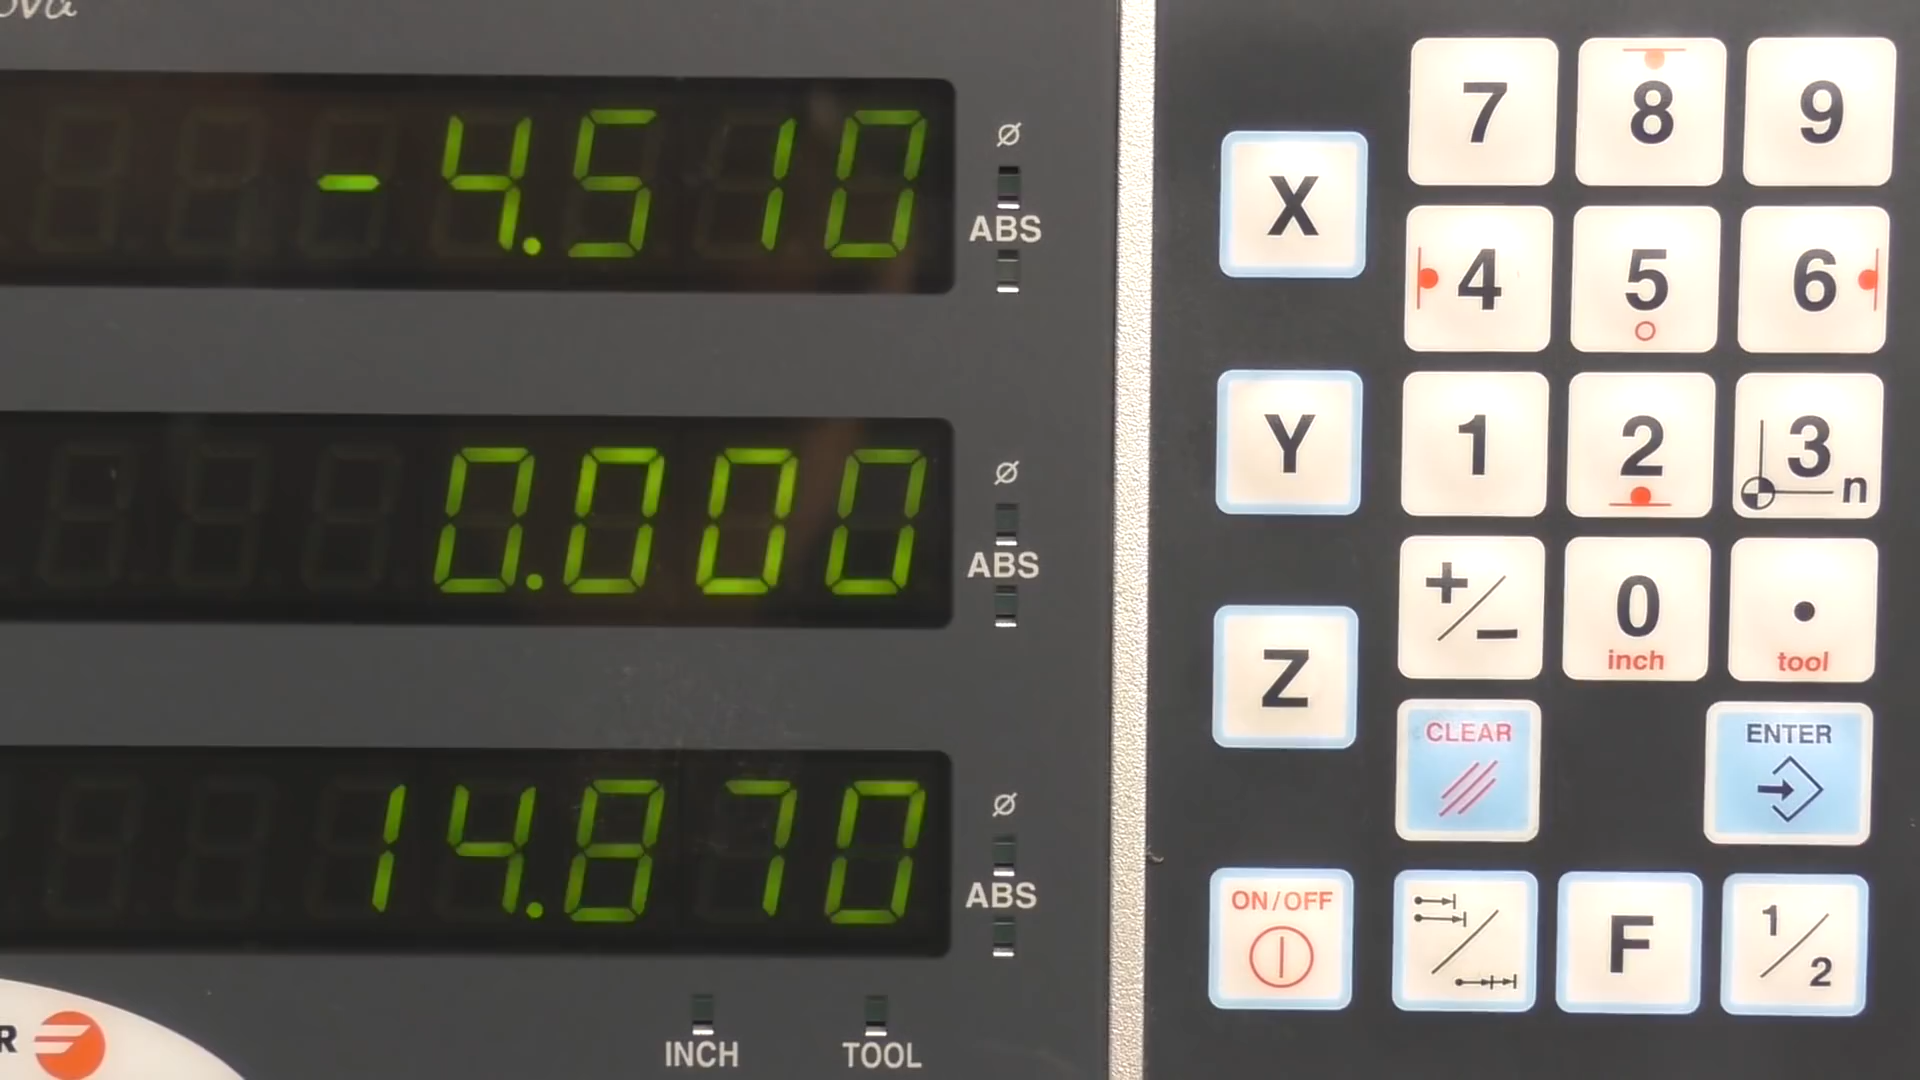 -4.510
Ø
ABS
0.000
Ø
ABS
14.870
Ø
ABS
INCH
TOOL
X
Y
Z
7 8 9
4 5 6
1 2 3 n
+/- 0 .
inch tool
CLEAR ENTER
ON/OFF F 1/2